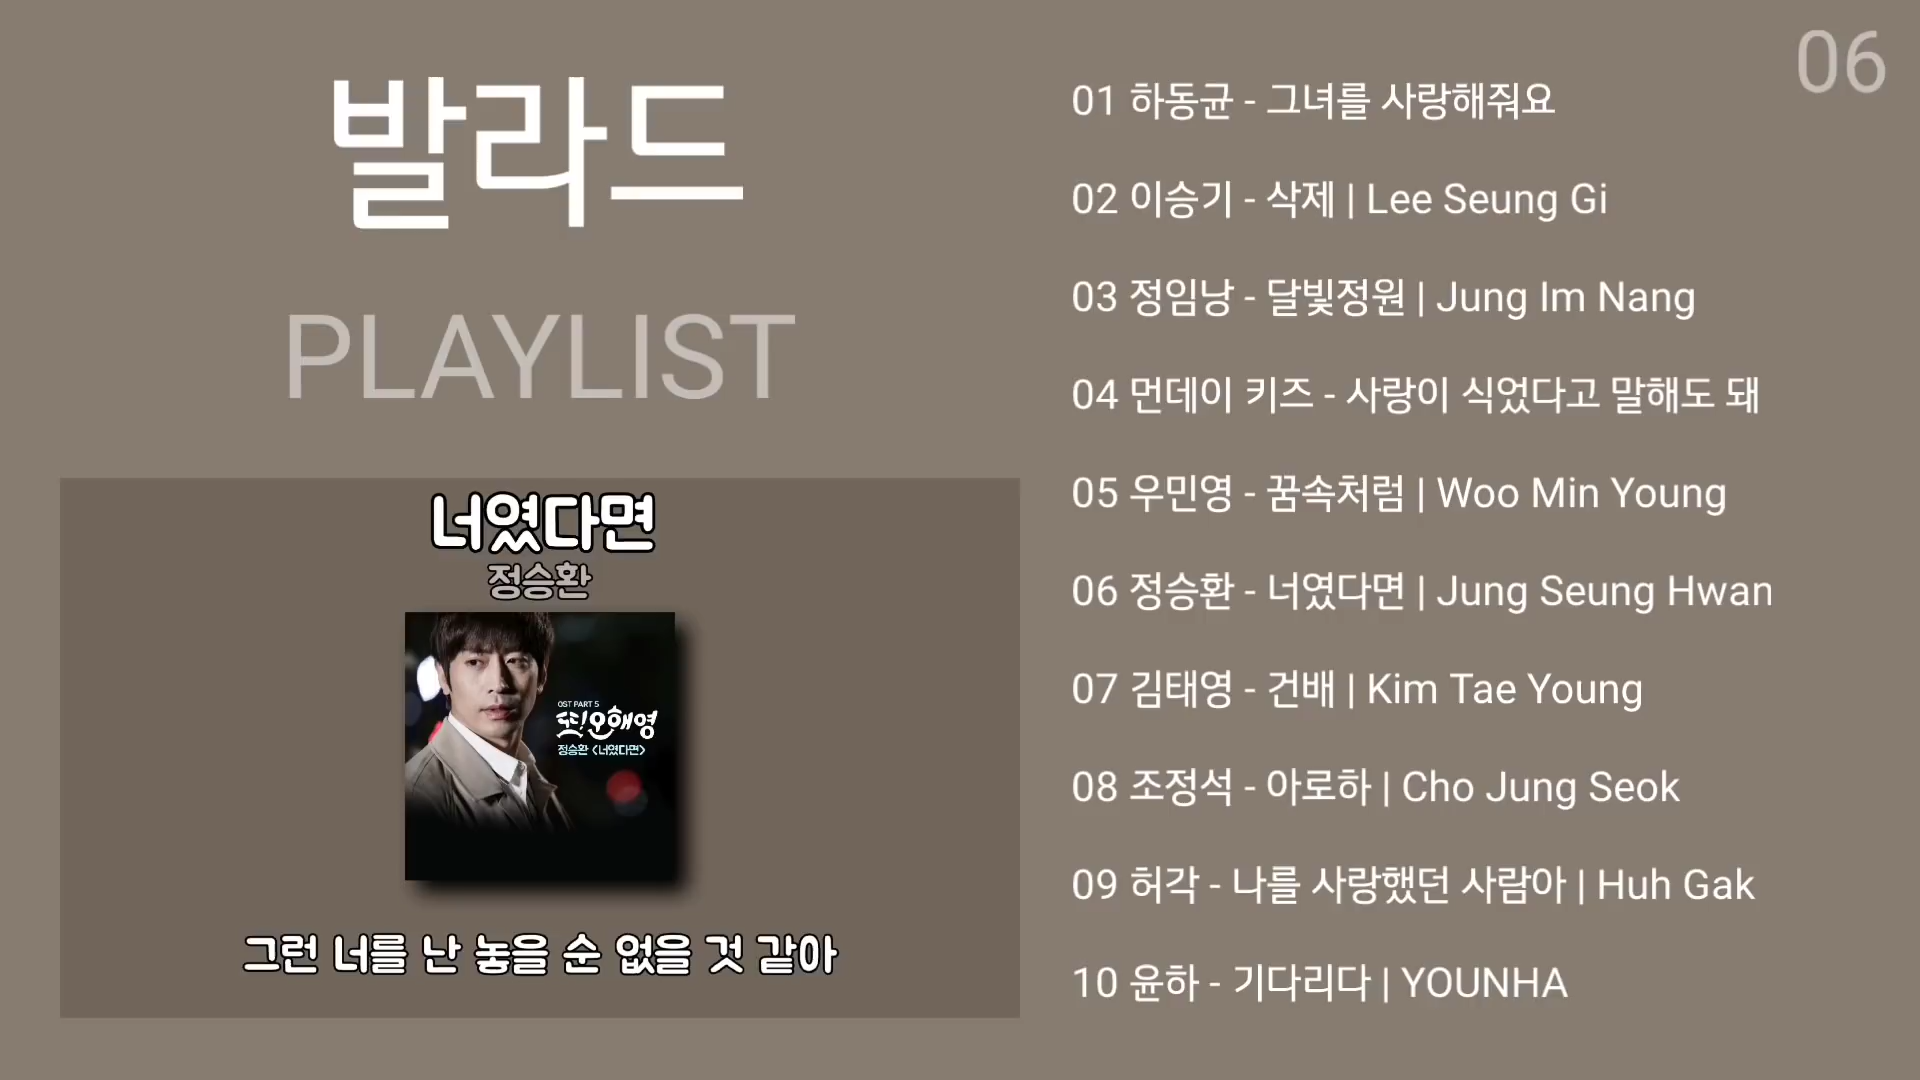 발라드
PLAYLIST
너였다면
정승환
OST PART 5
또!오해영
정승환 <너였다면>
그런 너를 난 놓을 순 없을 것 같아
06
01 하동균 - 그녀를 사랑해줘요
02 이승기 - 삭제 | Lee Seung Gi
03 정임낭 - 달빛정원 | Jung Im Nang
04 먼데이 키즈 - 사랑이 식었다고 말해도 돼
05 우민영 - 꿈속처럼 | Woo Min Young
06 정승환 - 너였다면 | Jung Seung Hwan
07 김태영 - 건배 | Kim Tae Young
08 조정석 - 아로하 | Cho Jung Seok
09 허각 - 나를 사랑했던 사람아 | Huh Gak
10 윤하 - 기다리다 | YOUNHA